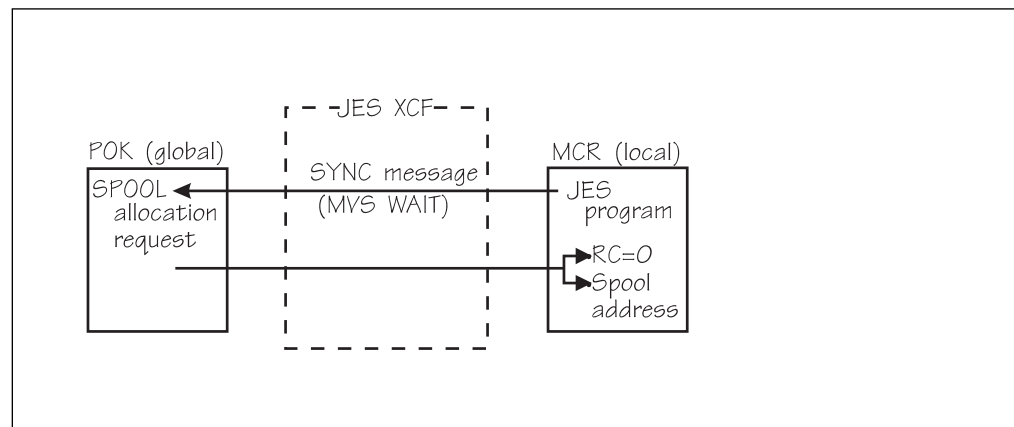 JES XCF
POK (global)
MCR (local)
SPOOL
allocation
request
SYNC message
(MVS WAIT)
JES
program
RC=0
Spool
address